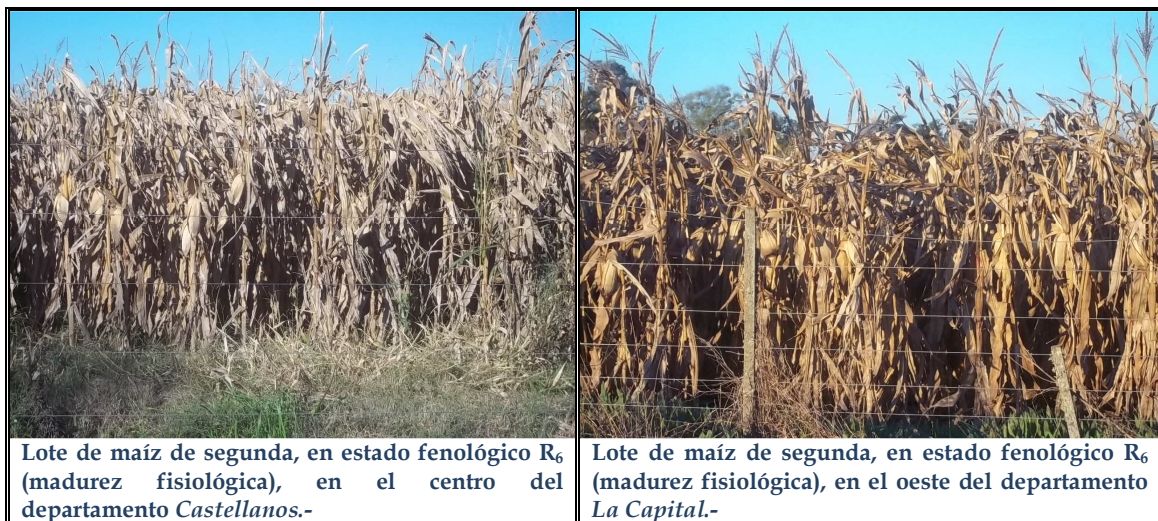 Lote de maíz de segunda, en estado fenológico R₆
(madurez fisiológica), en el centro del
departamento Castellanos.-
Lote de maíz de segunda, en estado fenológico R₆
(madurez fisiológica), en el oeste del departamento
La Capital.-